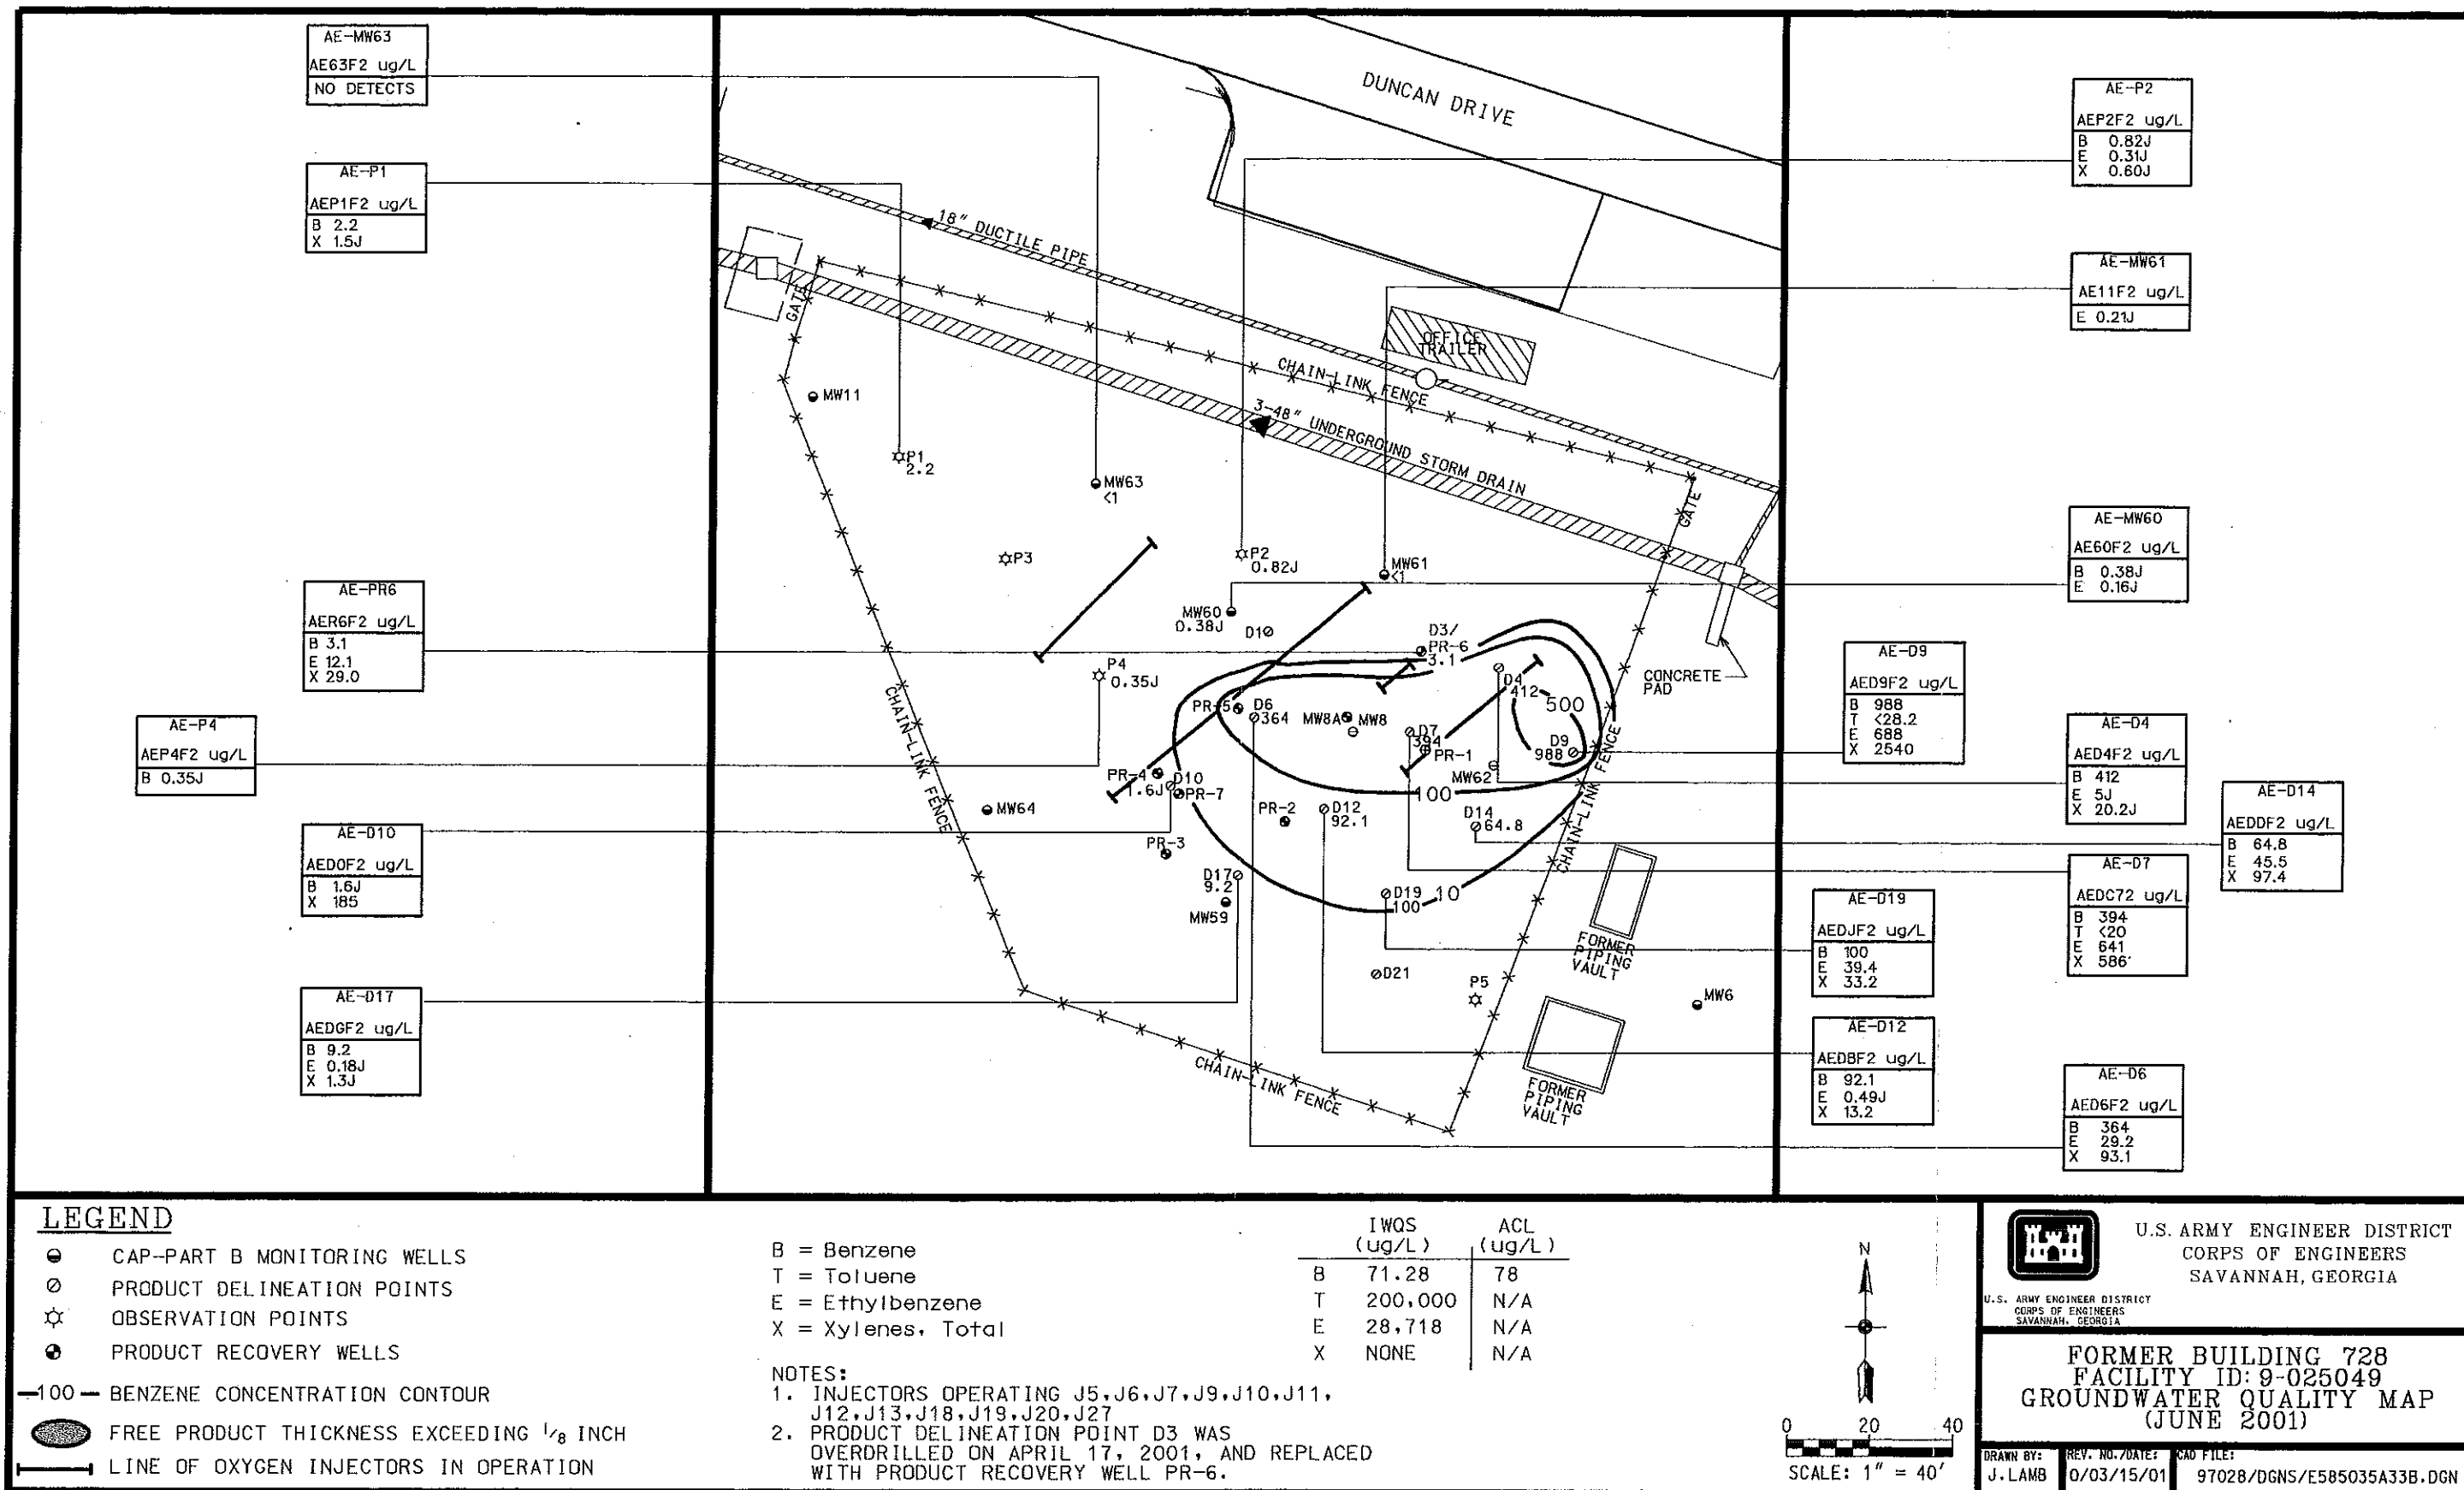 AE-MW63
AE63F2 ug/L
NO DETECTS
AE-P1
AEP1F2 ug/L
B 2.2
X 1.5J
AE-PR6
AER6F2 ug/L
B 3.1
E 12.1
X 29.0
AE-P4
AEP4F2 ug/L
B 0.35J
AE-D10
AED0F2 ug/L
B 1.6J
X 185
AE-D17
AEDGF2 ug/L
B 9.2
E 0.18J
X 1.3J
DUNCAN DRIVE
18" DUCTILE PIPE
GATE
OFFICE
TRAILER
CHAIN-LINK FENCE
3-48" UNDERGROUND STORM DRAIN
GATE
MW11
P1
2.2
MW63
<1
P3
P2
0.82J
MW61
<1
MW60
0.38J
D1
D3/
PR-6
3.1
P4
0.35J
D4
412
500
CONCRETE
PAD
PR-5
D6
364
MW8A
MW8
D7
394
PR-1
D9
988
MW62
PR-4
D10
1.6J
PR-7
100
CHAIN-LINK FENCE
MW64
PR-2
D12
92.1
D14
64.8
CHAIN-LINK FENCE
PR-3
D17
9.2
MW59
D19
100
10
FORMER
PIPING
VAULT
D21
P5
MW6
CHAIN-LINK FENCE
FORMER
PIPING
VAULT
AE-P2
AEP2F2 ug/L
B 0.82J
E 0.31J
X 0.60J
AE-MW61
AE11F2 ug/L
E 0.21J
AE-MW60
AE60F2 ug/L
B 0.38J
E 0.16J
AE-D9
AED9F2 ug/L
B 988
T <28.2
E 688
X 2540
AE-D4
AED4F2 ug/L
B 412
E 5J
X 20.2J
AE-D14
AEDDF2 ug/L
B 64.8
E 45.5
X 97.4
AE-D7
AEDC72 ug/L
B 394
T <20
E 641
X 586
AE-D19
AEDJF2 ug/L
B 100
E 39.4
X 33.2
AE-D12
AEDBF2 ug/L
B 92.1
E 0.49J
X 13.2
AE-D6
AED6F2 ug/L
B 364
E 29.2
X 93.1
LEGEND
CAP-PART B MONITORING WELLS
PRODUCT DELINEATION POINTS
OBSERVATION POINTS
PRODUCT RECOVERY WELLS
100 BENZENE CONCENTRATION CONTOUR
FREE PRODUCT THICKNESS EXCEEDING 1/8 INCH
LINE OF OXYGEN INJECTORS IN OPERATION
B = Benzene
T = Toluene
E = Ethylbenzene
X = Xylenes, Total
IWQS ACL
(ug/L) (ug/L)
B 71.28 78
T 200,000 N/A
E 28,718 N/A
X NONE N/A
NOTES:
1. INJECTORS OPERATING J5,J6,J7,J9,J10,J11,
J12,J13,J18,J19,J20,J27
2. PRODUCT DELINEATION POINT D3 WAS
OVERDRILLED ON APRIL 17, 2001, AND REPLACED
WITH PRODUCT RECOVERY WELL PR-6.
N
0 20 40
SCALE: 1" = 40'
U.S. ARMY ENGINEER DISTRICT
CORPS OF ENGINEERS
SAVANNAH, GEORGIA
U.S. ARMY ENGINEER DISTRICT
CORPS OF ENGINEERS
SAVANNAH, GEORGIA
FORMER BUILDING 728
FACILITY ID: 9-025049
GROUNDWATER QUALITY MAP
(JUNE 2001)
DRAWN BY: REV. NO./DATE: CAD FILE:
J.LAMB 0/03/15/01 97028/DGNS/E585035A33B.DGN